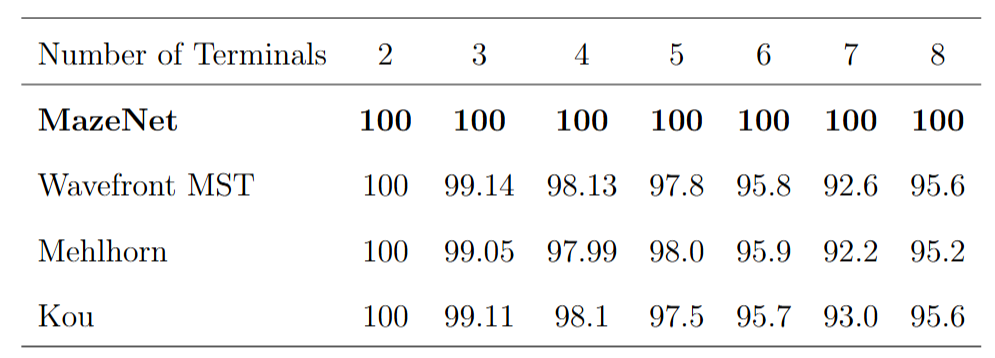 Number of Terminals 2 3 4 5 6 7 8
MazeNet 100 100 100 100 100 100 100
Wavefront MST 100 99.14 98.13 97.8 95.8 92.6 95.6
Mehlhorn 100 99.05 97.99 98.0 95.9 92.2 95.2
Kou 100 99.11 98.1 97.5 95.7 93.0 95.6